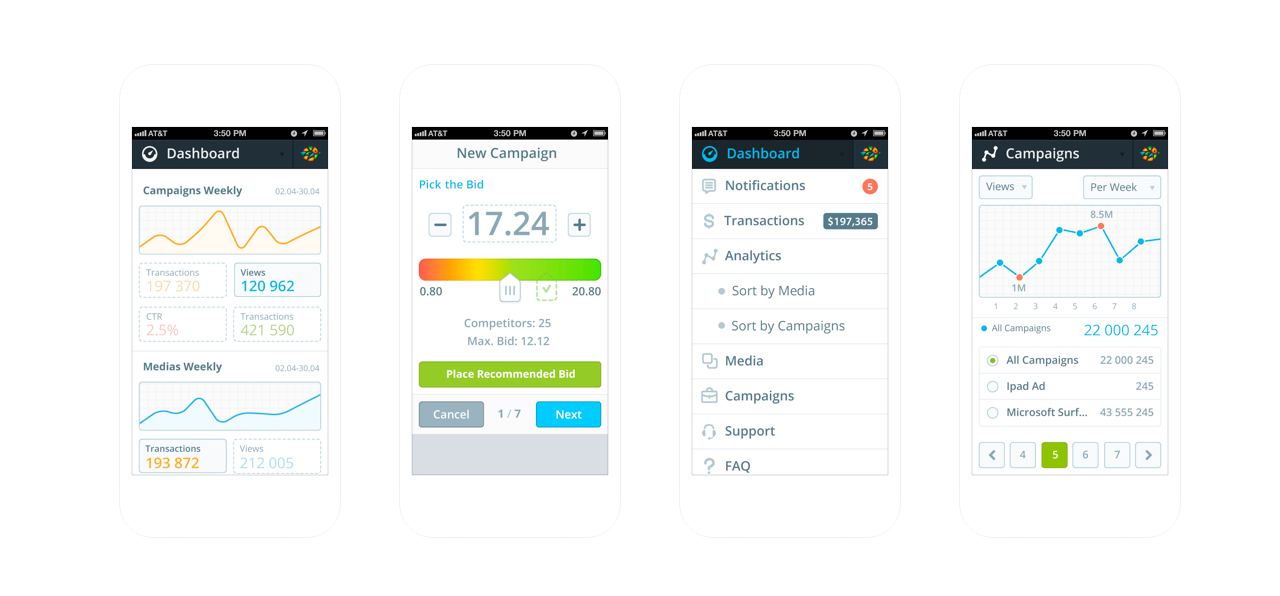 AT&T 3:50 PM
Dashboard
Campaigns Weekly 02.04-30.04
Transactions Views
197 370 120 962
CTR Transactions
2.5% 421 590
Medias Weekly 02.04-30.04
Transactions Views
193 872 212 005
AT&T 3:50 PM
New Campaign
Pick the Bid
17.24
0.80 20.80
Competitors: 25
Max. Bid: 12.12
Place Recommended Bid
Cancel 1 / 7 Next
AT&T 3:50 PM
Dashboard
Notifications 5
Transactions $197,365
Analytics
Sort by Media
Sort by Campaigns
Media
Campaigns
Support
FAQ
AT&T 3:50 PM
Campaigns
Views Per Week
8.5M
1M
1 2 3 4 5 6 7 8
All Campaigns 22 000 245
All Campaigns 22 000 245
Ipad Ad 245
Microsoft Surf... 43 555 245
4 5 6 7